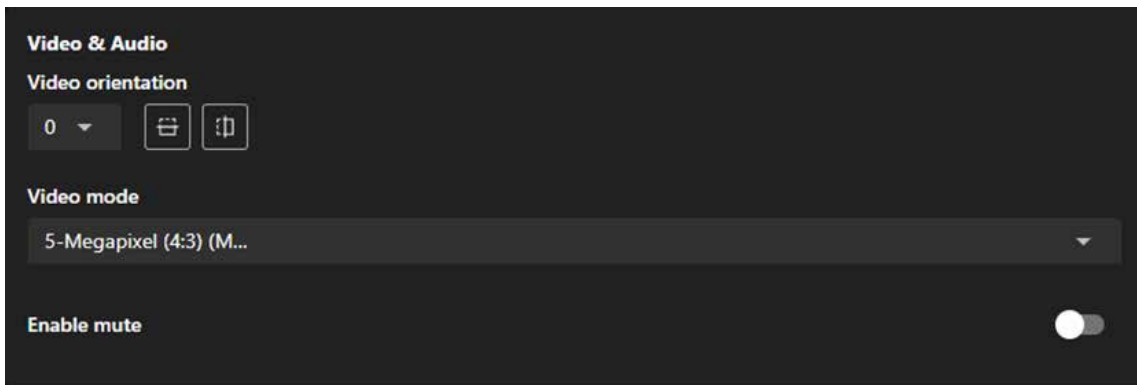 Video & Audio
Video orientation
0
Video mode
5-Megapixel (4:3) (M...
Enable mute